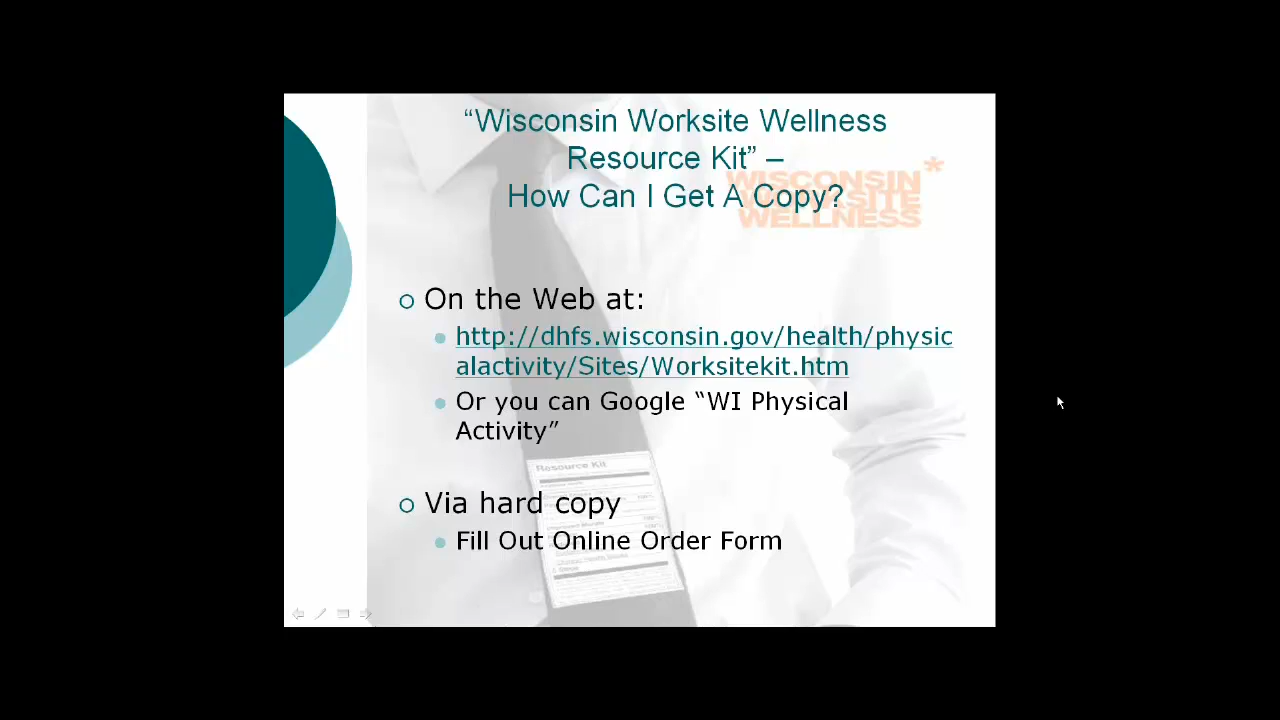 “Wisconsin Worksite Wellness
Resource Kit” –
How Can I Get A Copy?
WISCONSIN*
WORKSITE
WELLNESS
On the Web at:
http://dhfs.wisconsin.gov/health/physic
alactivity/Sites/Worksitekit.htm
Or you can Google “WI Physical
Activity”
Resource Kit
Via hard copy
Fill Out Online Order Form